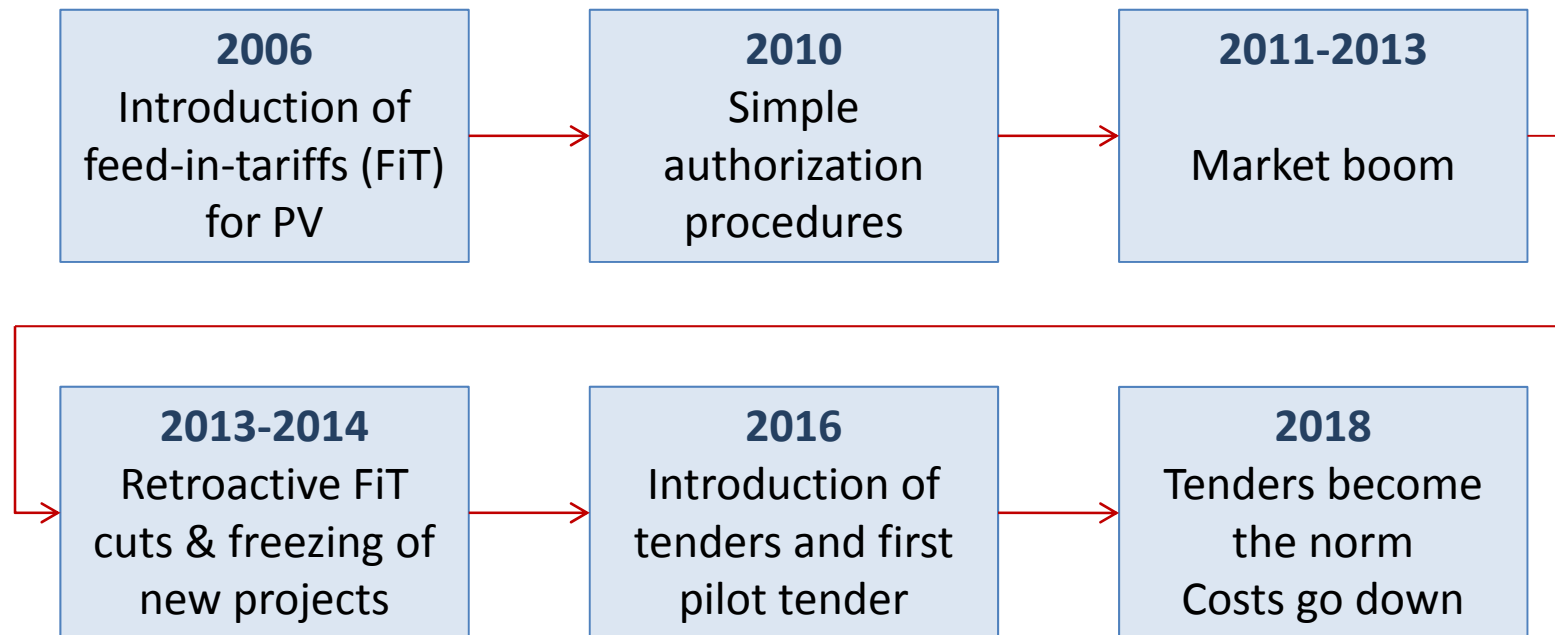 2006
Introduction of
feed-in-tariffs (FiT)
for PV
2010
Simple
authorization
procedures
2011-2013
Market boom
2013-2014
Retroactive FiT
cuts & freezing of
new projects
2016
Introduction of
tenders and first
pilot tender
2018
Tenders become
the norm
Costs go down